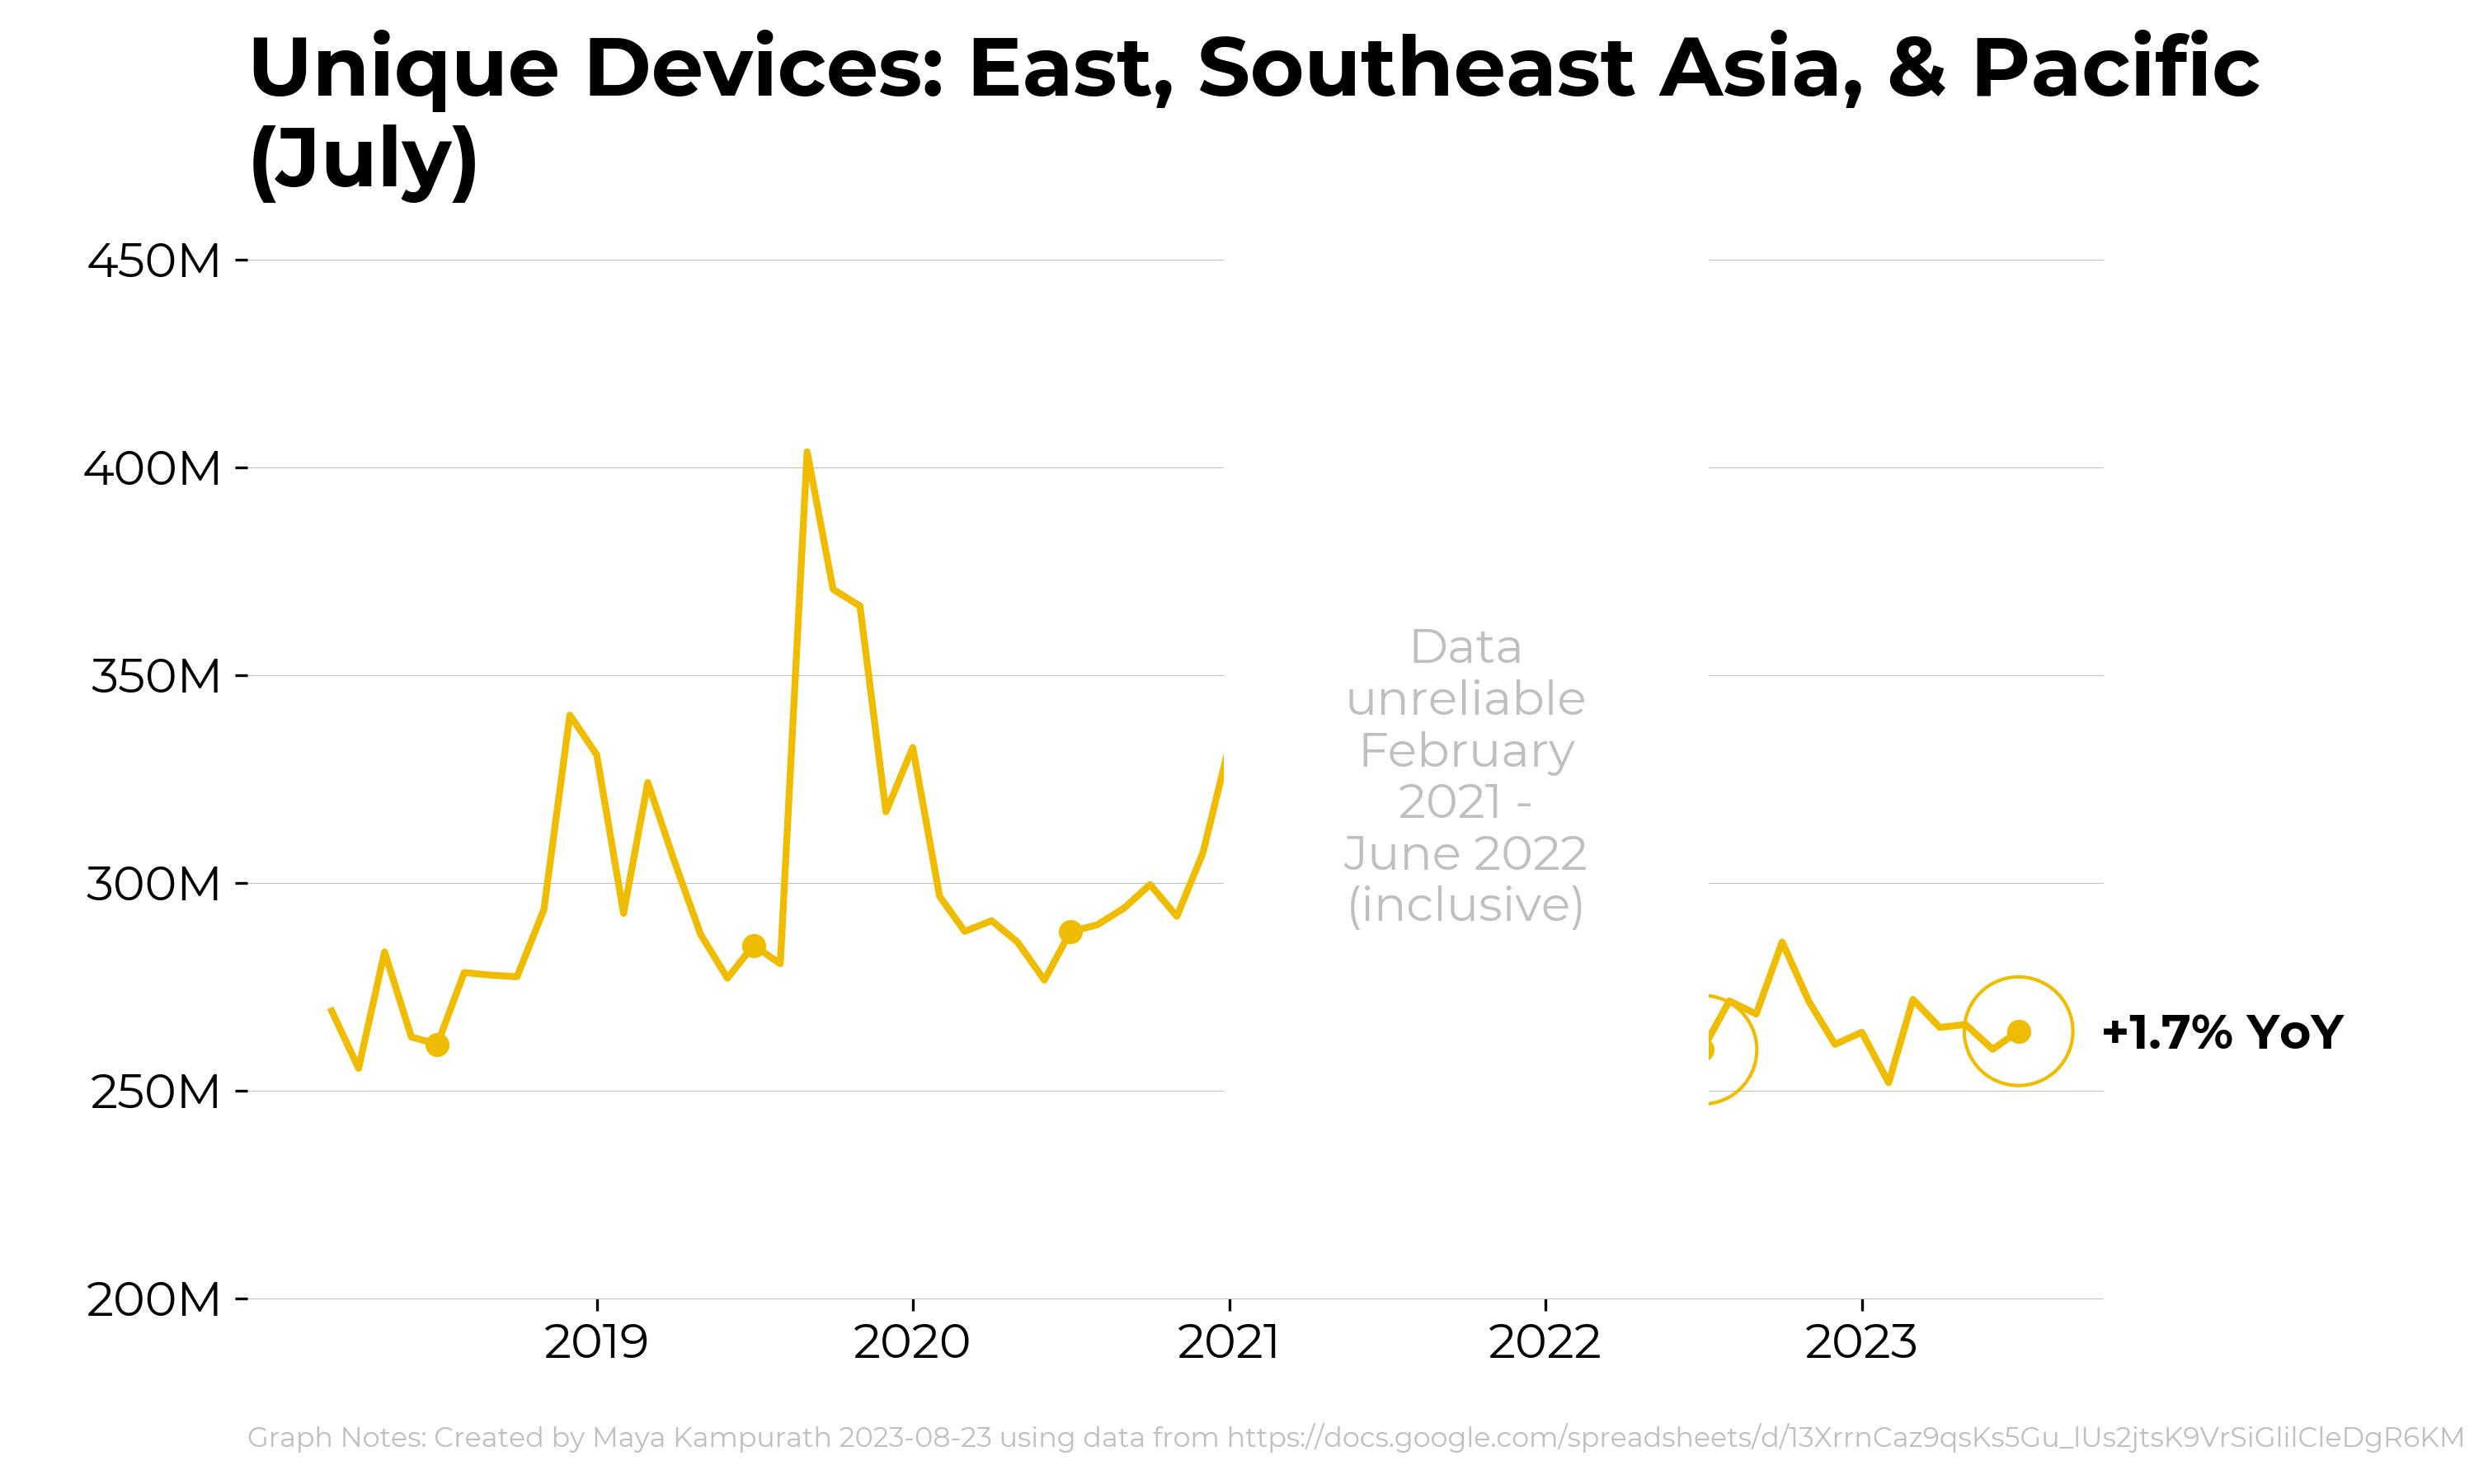 Unique Devices: East, Southeast Asia, & Pacific
(July)
450M
400M
350M
300M
250M
200M
Data
unreliable
February
2021 -
June 2022
(inclusive)
+1.7% YoY
2019
2020
2021
2022
2023
Graph Notes: Created by Maya Kampurath 2023-08-23 using data from https://docs.google.com/spreadsheets/d/13XrrnCaz9qsKs5Gu_lUs2jtsK9VrSiGlilCleDgR6KM